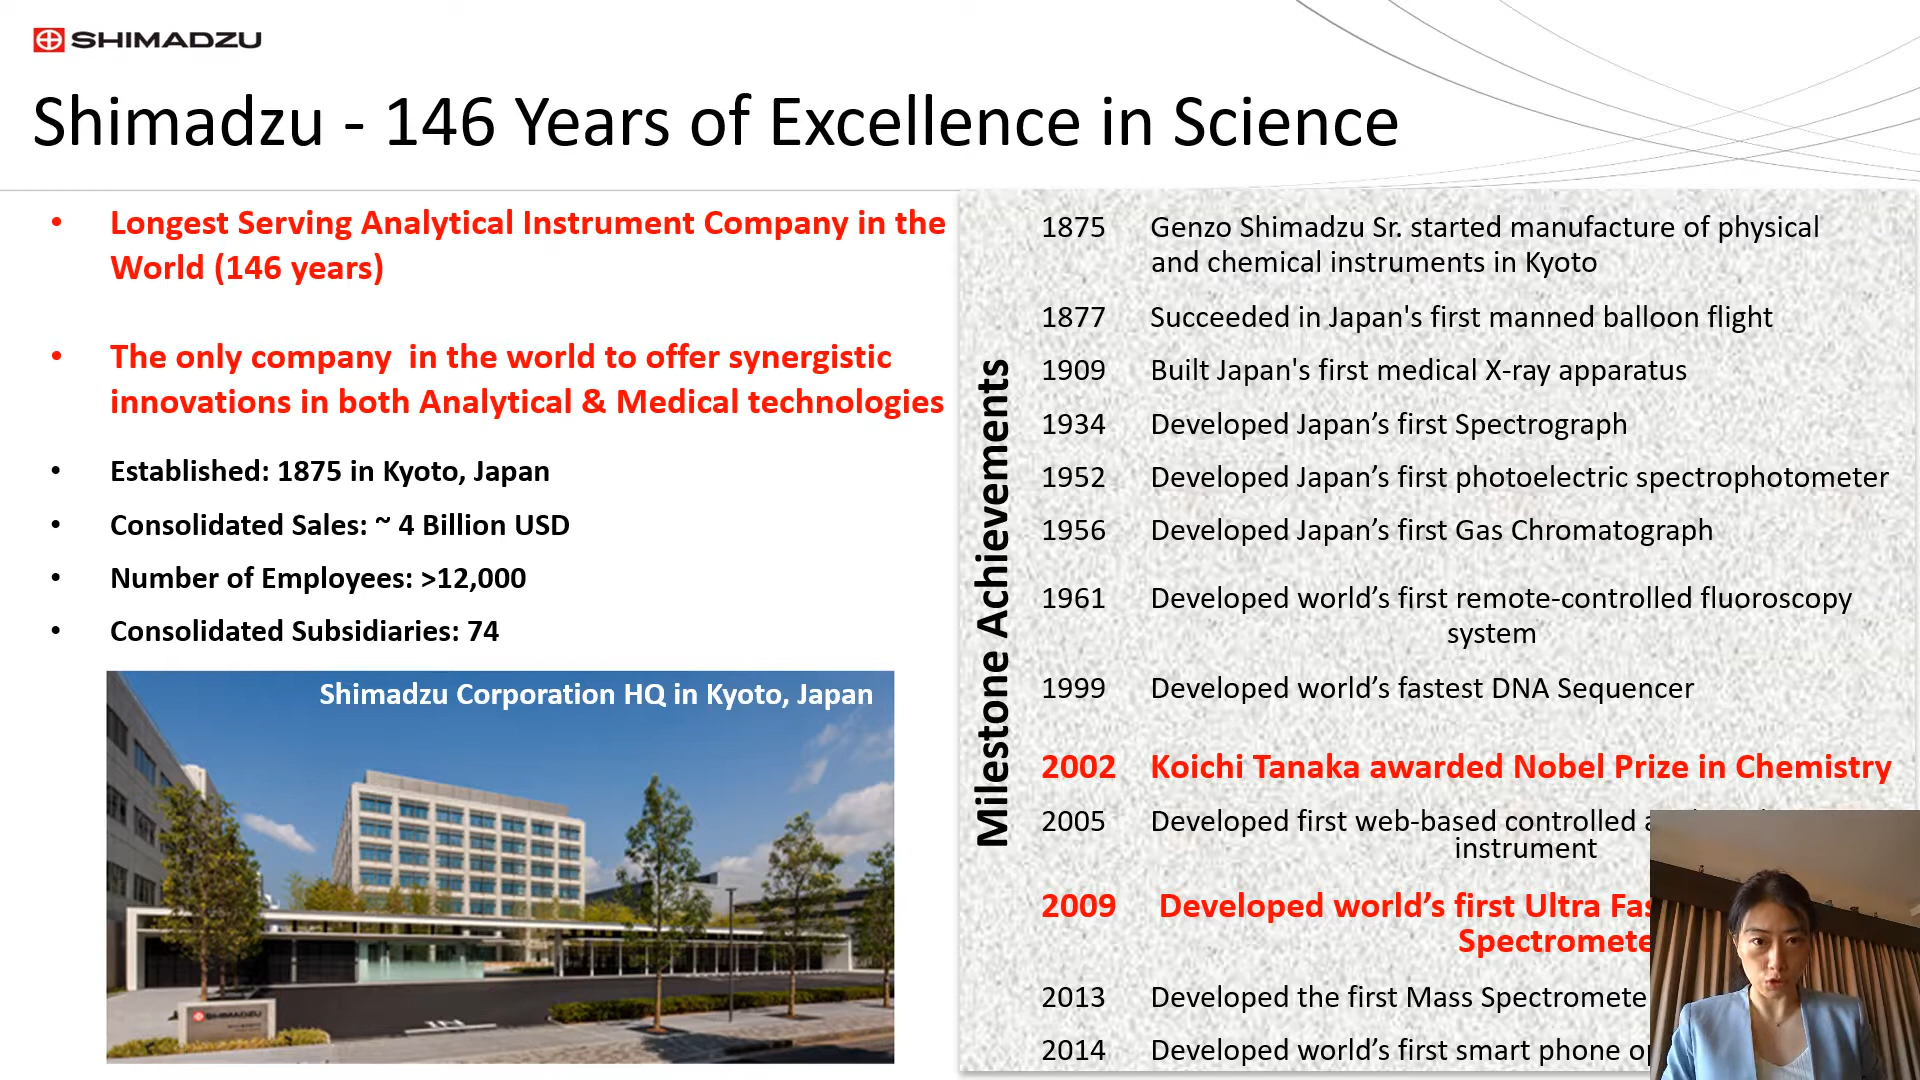 SHIMADZU
Shimadzu - 146 Years of Excellence in Science
• Longest Serving Analytical Instrument Company in the
World (146 years)
• The only company in the world to offer synergistic
innovations in both Analytical & Medical technologies
• Established: 1875 in Kyoto, Japan
• Consolidated Sales: ~ 4 Billion USD
• Number of Employees: >12,000
• Consolidated Subsidiaries: 74
Shimadzu Corporation HQ in Kyoto, Japan
SHIMADZU
Milestone Achievements
1875 Genzo Shimadzu Sr. started manufacture of physical
and chemical instruments in Kyoto
1877 Succeeded in Japan's first manned balloon flight
1909 Built Japan's first medical X-ray apparatus
1934 Developed Japan’s first Spectrograph
1952 Developed Japan’s first photoelectric spectrophotometer
1956 Developed Japan’s first Gas Chromatograph
1961 Developed world’s first remote-controlled fluoroscopy
system
1999 Developed world’s fastest DNA Sequencer
2002 Koichi Tanaka awarded Nobel Prize in Chemistry
2005 Developed first web-based controlled
instrument
2009 Developed world’s first Ultra
2013 Developed the first Mass
2014 Developed world’s first smart phone